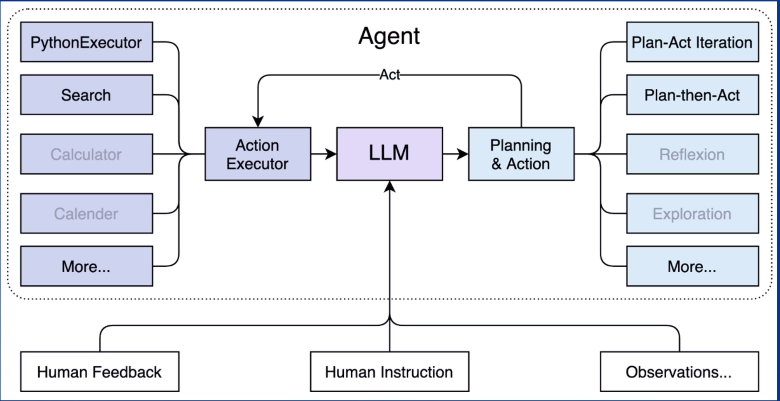 Agent
PythonExecutor
Search
Calculator
Calender
More...
Act
Action
Executor
LLM
Planning
& Action
Plan-Act Iteration
Plan-then-Act
Reflexion
Exploration
More...
Human Feedback
Human Instruction
Observations...